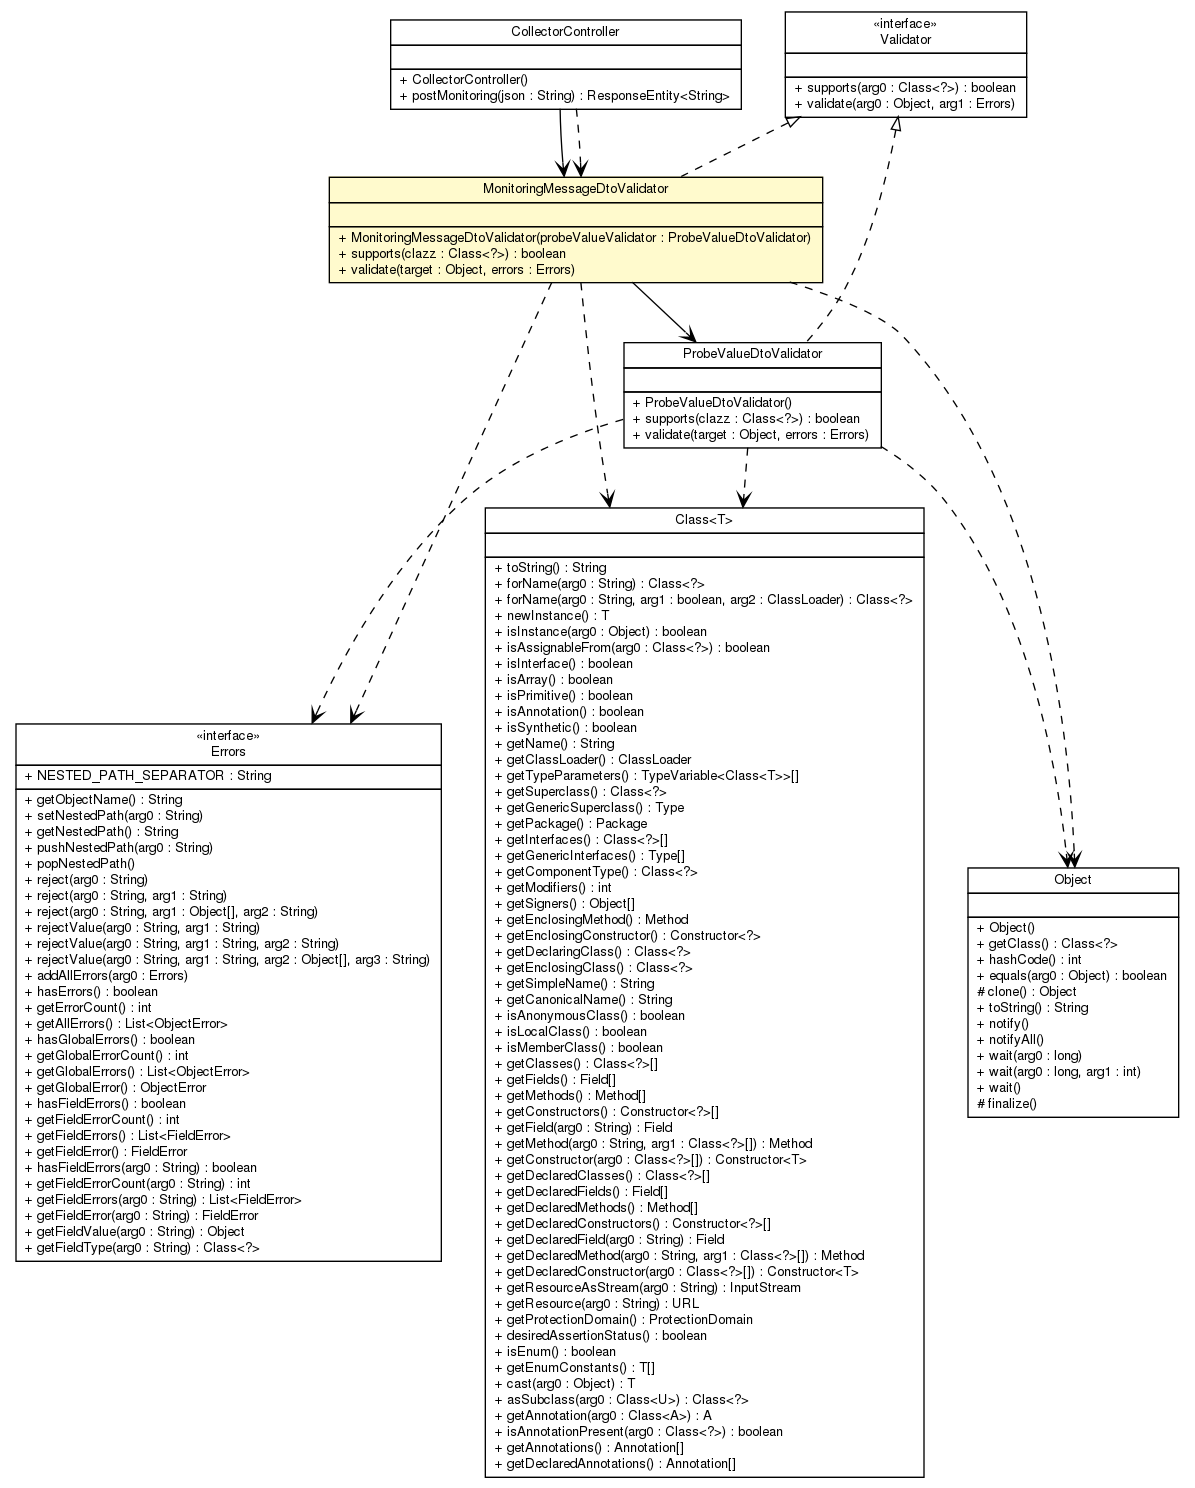 CollectorController
+ CollectorController()
+ postMonitoring(json : String) : ResponseEntity<String>
«interface»
Validator
+ supports(arg0 : Class<?>) : boolean
+ validate(arg0 : Object, arg1 : Errors)
MonitoringMessageDtoValidator
+ MonitoringMessageDtoValidator(probeValueValidator : ProbeValueDtoValidator)
+ supports(clazz : Class<?>) : boolean
+ validate(target : Object, errors : Errors)
ProbeValueDtoValidator
+ ProbeValueDtoValidator()
+ supports(clazz : Class<?>) : boolean
+ validate(target : Object, errors : Errors)
Class<T>
+ toString() : String
+ forName(arg0 : String) : Class<?>
+ forName(arg0 : String, arg1 : boolean, arg2 : ClassLoader) : Class<?>
+ newInstance() : T
+ isInstance(arg0 : Object) : boolean
+ isAssignableFrom(arg0 : Class<?>) : boolean
+ isInterface() : boolean
+ isArray() : boolean
+ isPrimitive() : boolean
+ isAnnotation() : boolean
+ isSynthetic() : boolean
+ getName() : String
+ getClassLoader() : ClassLoader
+ getTypeParameters() : TypeVariable<Class<T>>[]
+ getSuperclass() : Class<?>
+ getGenericSuperclass() : Type
+ getPackage() : Package
+ getInterfaces() : Class<?>[]
+ getGenericInterfaces() : Type[]
+ getComponentType() : Class<?>
+ getModifiers() : int
+ getSigners() : Object[]
+ getEnclosingMethod() : Method
+ getEnclosingConstructor() : Constructor<?>
+ getDeclaringClass() : Class<?>
+ getEnclosingClass() : Class<?>
+ getSimpleName() : String
+ getCanonicalName() : String
+ isAnonymousClass() : boolean
+ isLocalClass() : boolean
+ isMemberClass() : boolean
+ getClasses() : Class<?>[]
+ getFields() : Field[]
+ getMethods() : Method[]
+ getConstructors() : Constructor<?>[]
+ getField(arg0 : String) : Field
+ getMethod(arg0 : String, arg1 : Class<?>[]) : Method
+ getConstructor(arg0 : Class<?>[]) : Constructor<T>
+ getDeclaredClasses() : Class<?>[]
+ getDeclaredFields() : Field[]
+ getDeclaredMethods() : Method[]
+ getDeclaredConstructors() : Constructor<?>[]
+ getDeclaredField(arg0 : String) : Field
+ getDeclaredMethod(arg0 : String, arg1 : Class<?>[]) : Method
+ getDeclaredConstructor(arg0 : Class<?>[]) : Constructor<T>
+ getResourceAsStream(arg0 : String) : InputStream
+ getResource(arg0 : String) : URL
+ getProtectionDomain() : ProtectionDomain
+ desiredAssertionStatus() : boolean
+ isEnum() : boolean
+ getEnumConstants() : T[]
+ cast(arg0 : Object) : T
+ asSubclass(arg0 : Class<U>) : Class<?>
+ getAnnotation(arg0 : Class<A>) : A
+ isAnnotationPresent(arg0 : Class<?>) : boolean
+ getAnnotations() : Annotation[]
+ getDeclaredAnnotations() : Annotation[]
«interface»
Errors
+ NESTED_PATH_SEPARATOR : String
+ getObjectName() : String
+ setNestedPath(arg0 : String)
+ getNestedPath() : String
+ pushNestedPath(arg0 : String)
+ popNestedPath()
+ reject(arg0 : String)
+ reject(arg0 : String, arg1 : String)
+ reject(arg0 : String, arg1 : Object[], arg2 : String)
+ rejectValue(arg0 : String, arg1 : String)
+ rejectValue(arg0 : String, arg1 : String, arg2 : String)
+ rejectValue(arg0 : String, arg1 : String, arg2 : Object[], arg3 : String)
+ addAllErrors(arg0 : Errors)
+ hasErrors() : boolean
+ getErrorCount() : int
+ getAllErrors() : List<ObjectError>
+ hasGlobalErrors() : boolean
+ getGlobalErrorCount() : int
+ getGlobalErrors() : List<ObjectError>
+ getGlobalError() : ObjectError
+ hasFieldErrors() : boolean
+ getFieldErrorCount() : int
+ getFieldErrors() : List<FieldError>
+ getFieldError() : FieldError
+ hasFieldErrors(arg0 : String) : boolean
+ getFieldErrorCount(arg0 : String) : int
+ getFieldErrors(arg0 : String) : List<FieldError>
+ getFieldError(arg0 : String) : FieldError
+ getFieldValue(arg0 : String) : Object
+ getFieldType(arg0 : String) : Class<?>
Object
+ Object()
+ getClass() : Class<?>
+ hashCode() : int
+ equals(arg0 : Object) : boolean
# clone() : Object
+ toString() : String
+ notify()
+ notifyAll()
+ wait(arg0 : long)
+ wait(arg0 : long, arg1 : int)
+ wait()
# finalize()